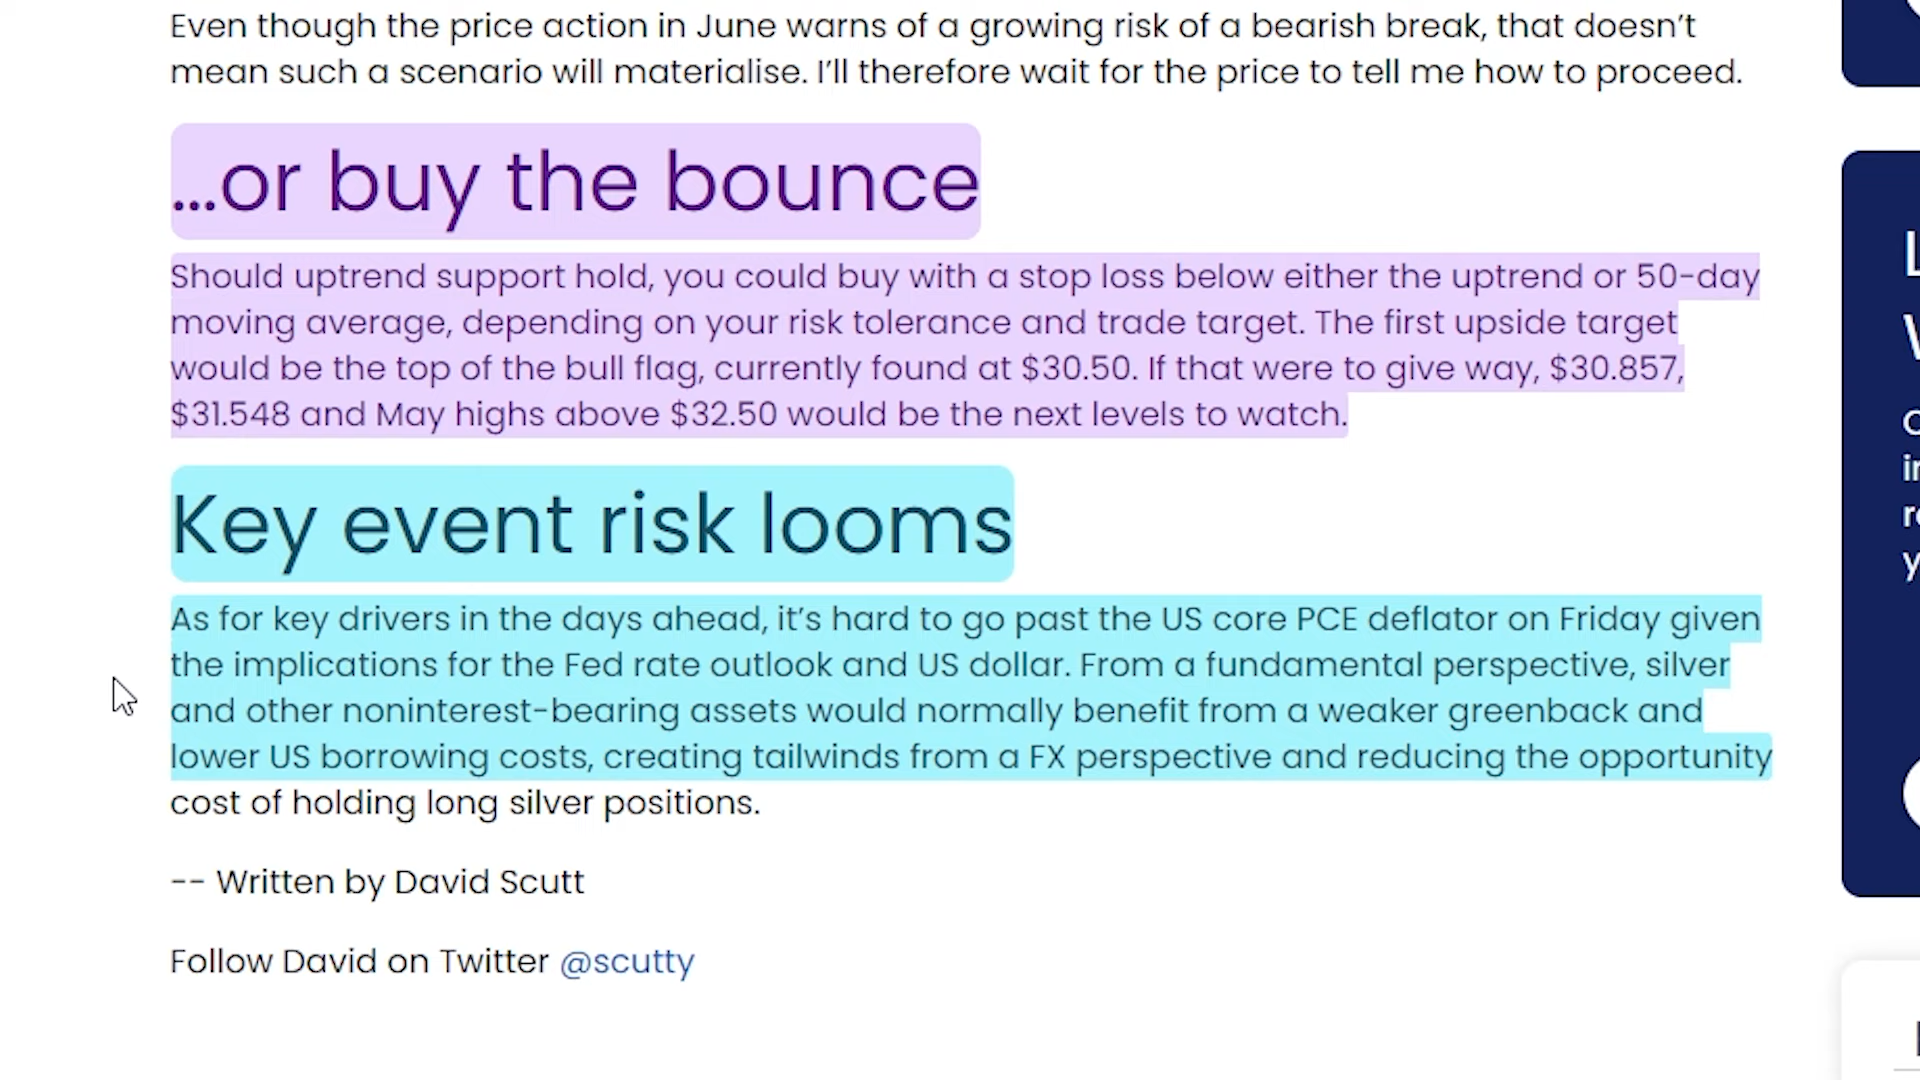 Even though the price action in June warns of a growing risk of a bearish break, that doesn’t
mean such a scenario will materialise. I’ll therefore wait for the price to tell me how to proceed.
…or buy the bounce
Should uptrend support hold, you could buy with a stop loss below either the uptrend or 50-day
moving average, depending on your risk tolerance and trade target. The first upside target
would be the top of the bull flag, currently found at $30.50. If that were to give way, $30.857,
$31.548 and May highs above $32.50 would be the next levels to watch.
Key event risk looms
As for key drivers in the days ahead, it’s hard to go past the US core PCE deflator on Friday given
the implications for the Fed rate outlook and US dollar. From a fundamental perspective, silver
and other noninterest-bearing assets would normally benefit from a weaker greenback and
lower US borrowing costs, creating tailwinds from a FX perspective and reducing the opportunity
cost of holding long silver positions.
-- Written by David Scutt
Follow David on Twitter @scutty